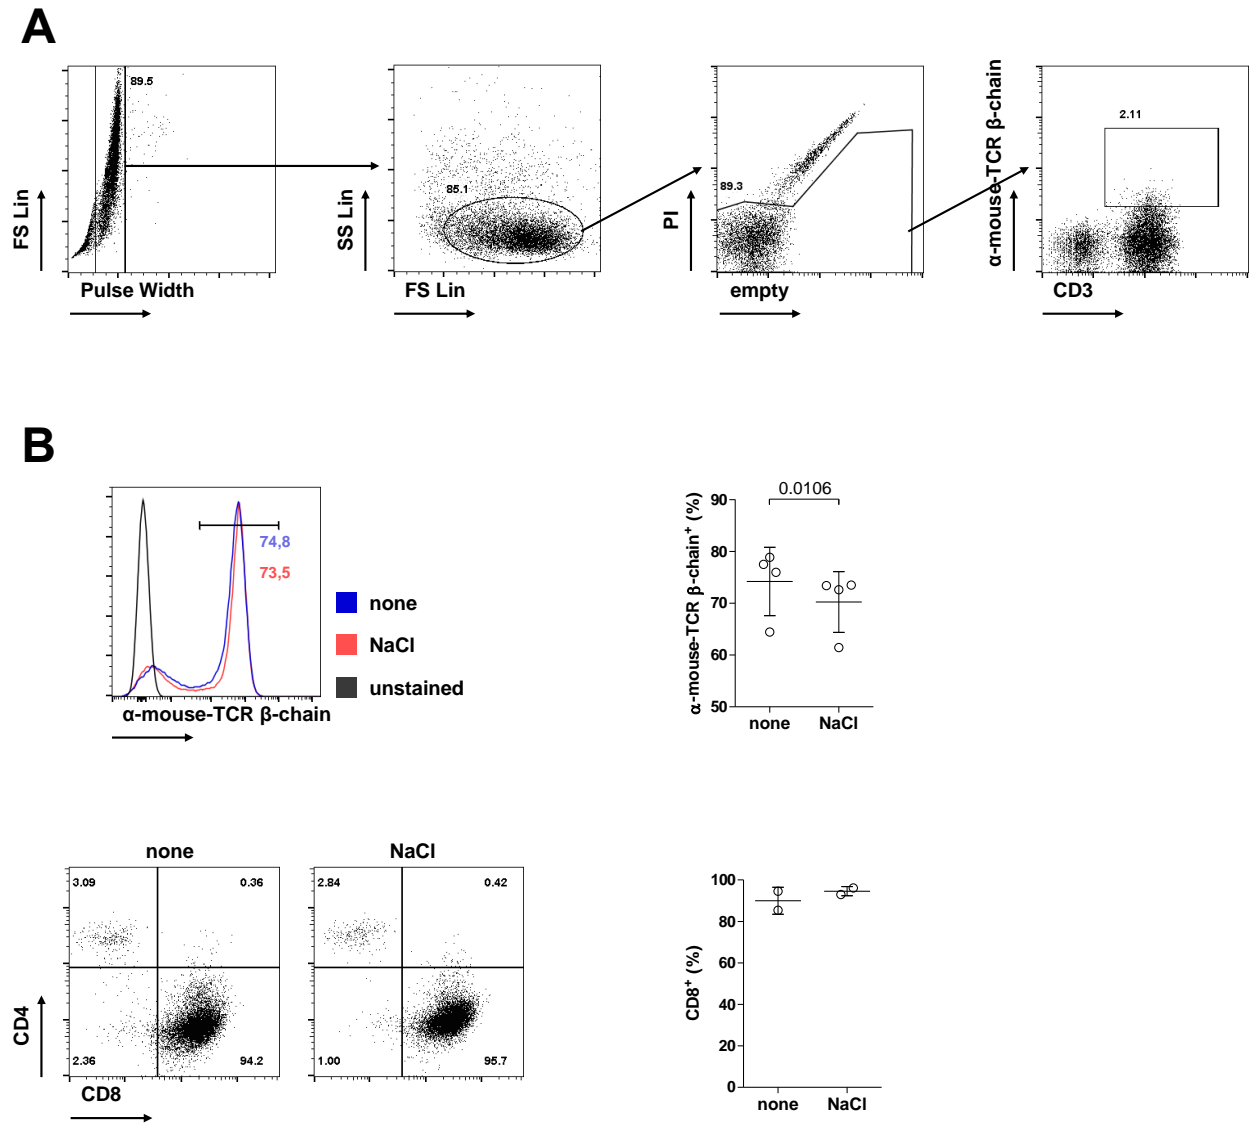 A
89.5
FS Lin
Pulse Width
85.1
SS Lin
FS Lin
89.3
PI
empty
2.11
α-mouse-TCR β-chain
CD3
B
74,8
73,5
α-mouse-TCR β-chain
none
NaCl
unstained
0.0106
α-mouse-TCR β-chain⁺ (%)
90
80
70
60
50
none NaCl
none
3.09 0.36
2.36 94.2
CD4
CD8
NaCl
2.84 0.42
1.00 95.7
CD8⁺ (%)
100
80
60
40
20
0
none NaCl